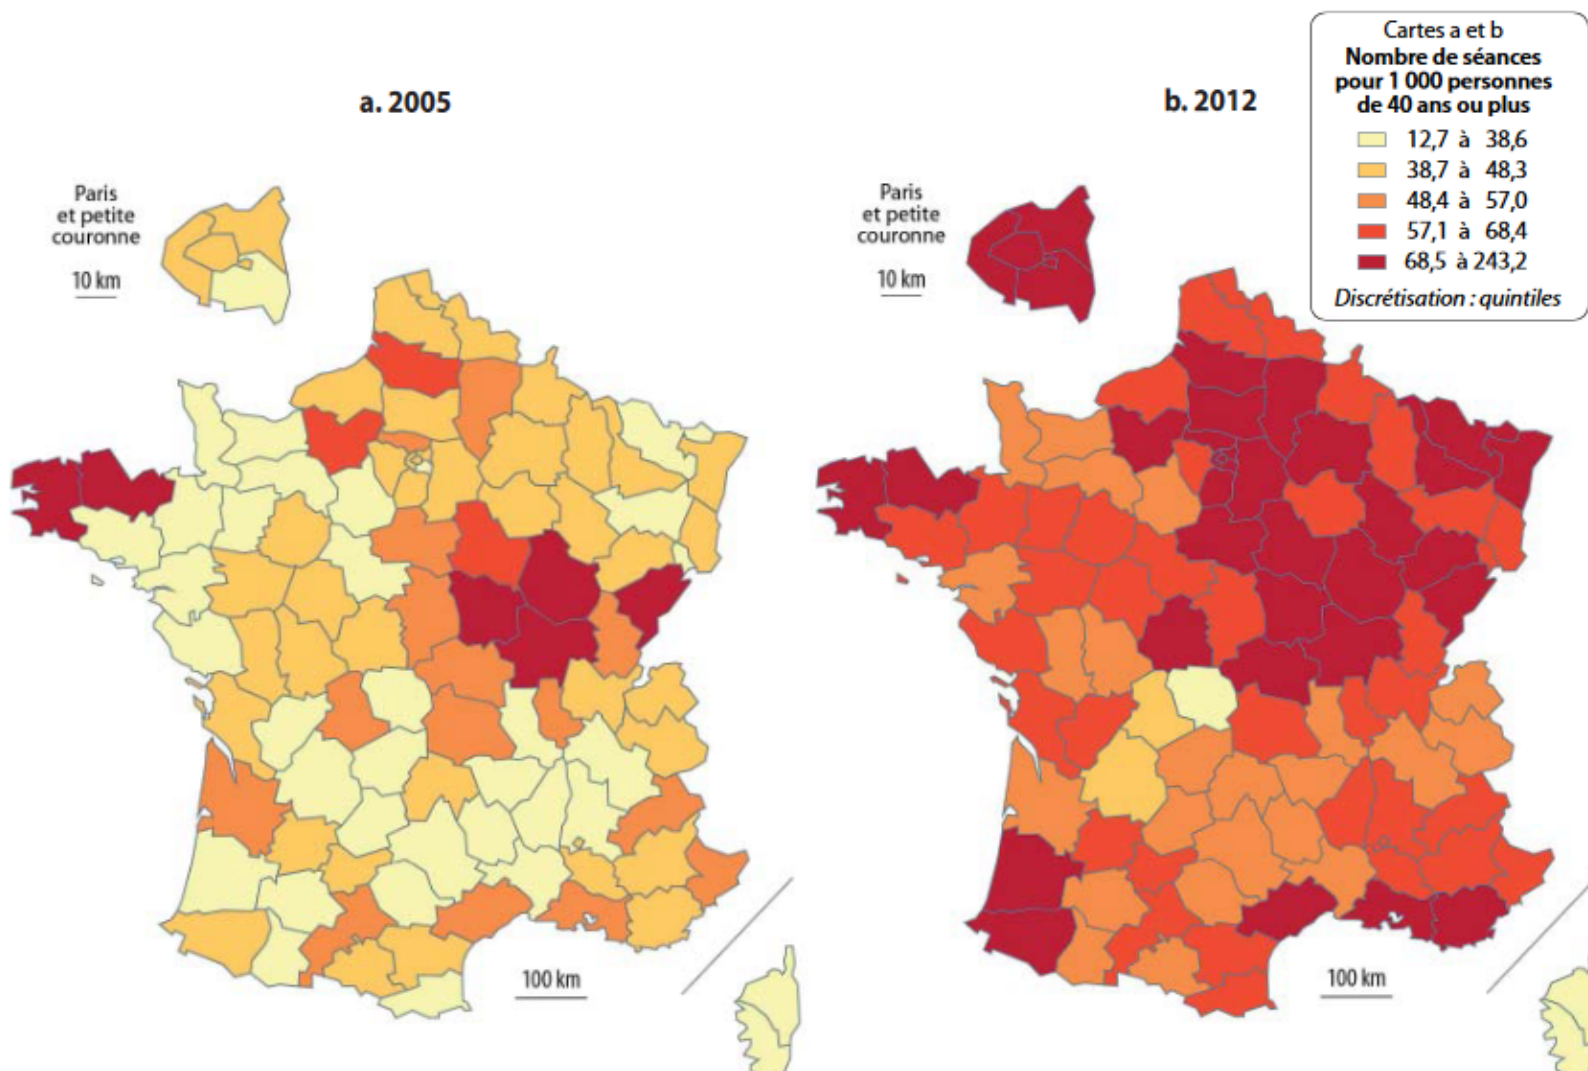 Cartes a et b
Nombre de séances
pour 1 000 personnes
de 40 ans ou plus
12,7 à 38,6
38,7 à 48,3
48,4 à 57,0
57,1 à 68,4
68,5 à 243,2
Discrétisation : quintiles
a. 2005
Paris
et petite
couronne
10 km
100 km
b. 2012
Paris
et petite
couronne
10 km
100 km